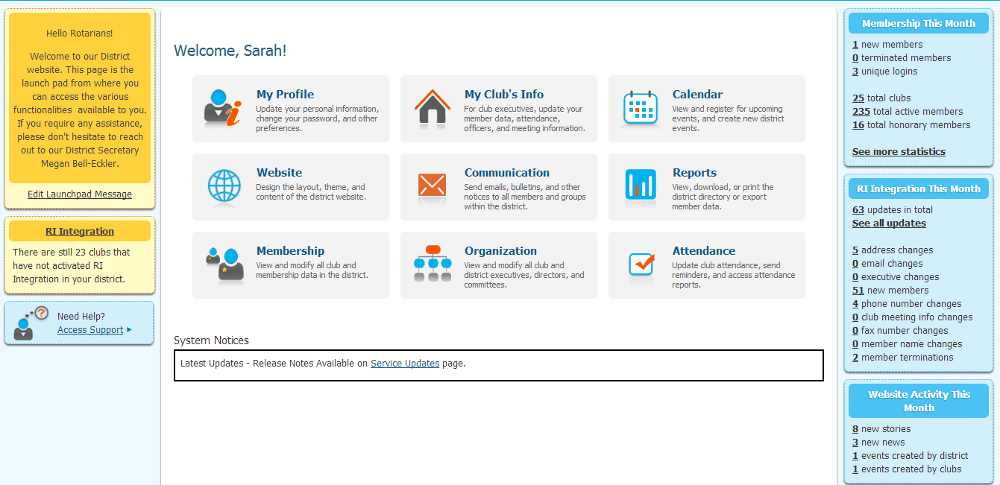 Hello Rotarians!
Welcome to our District
website. This page is the
launch pad from where you
can access the various
functionalities available to you.
If you require any assistance,
please don't hesitate to reach
out to our District Secretary
Megan Bell-Eckler.
Edit Launchpad Message
RI Integration
There are still 23 clubs that
have not activated RI
Integration in your district.
Need Help?
Access Support
Welcome, Sarah!
My Profile
Update your personal information,
change your password, and other
preferences.
My Club's Info
For club executives, update your
member data, attendance,
officers, and meeting information.
Calendar
View and register for upcoming
events, and create new district
events.
Website
Design the layout, theme, and
content of the district website.
Communication
Send emails, bulletins, and other
notices to all members and groups
within the district.
Reports
View, download, or print the
district directory or export
member data.
Membership
View and modify all club and
membership data in the district.
Organization
View and modify all club and
district executives, directors, and
committees.
Attendance
Update club attendance, send
reminders, and access attendance
reports.
System Notices
Latest Updates - Release Notes Available on Service Updates page.
Membership This Month
1 new members
0 terminated members
3 unique logins
25 total clubs
235 total active members
16 total honorary members
See more statistics
RI Integration This Month
63 updates in total
See all updates
5 address changes
0 email changes
0 executive changes
51 new members
4 phone number changes
0 club meeting info changes
0 fax number changes
0 member name changes
2 member terminations
Website Activity This
Month
8 new stories
3 new news
1 events created by district
1 events created by clubs